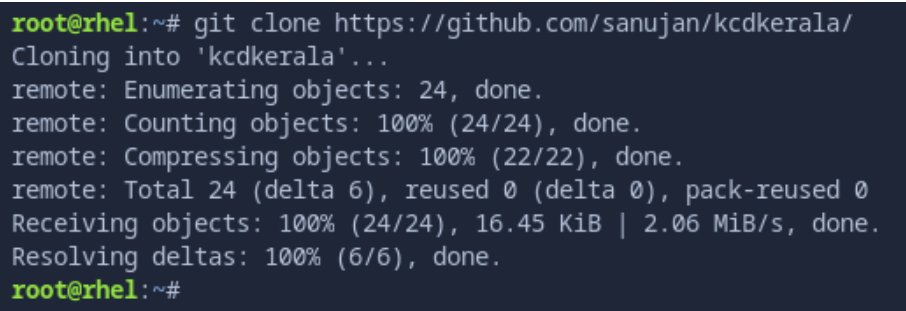 root@rhel:~# git clone https://github.com/sanujan/kcdkerala/
Cloning into 'kcdkerala'...
remote: Enumerating objects: 24, done.
remote: Counting objects: 100% (24/24), done.
remote: Compressing objects: 100% (22/22), done.
remote: Total 24 (delta 6), reused 0 (delta 0), pack-reused 0
Receiving objects: 100% (24/24), 16.45 KiB | 2.06 MiB/s, done.
Resolving deltas: 100% (6/6), done.
root@rhel:~#